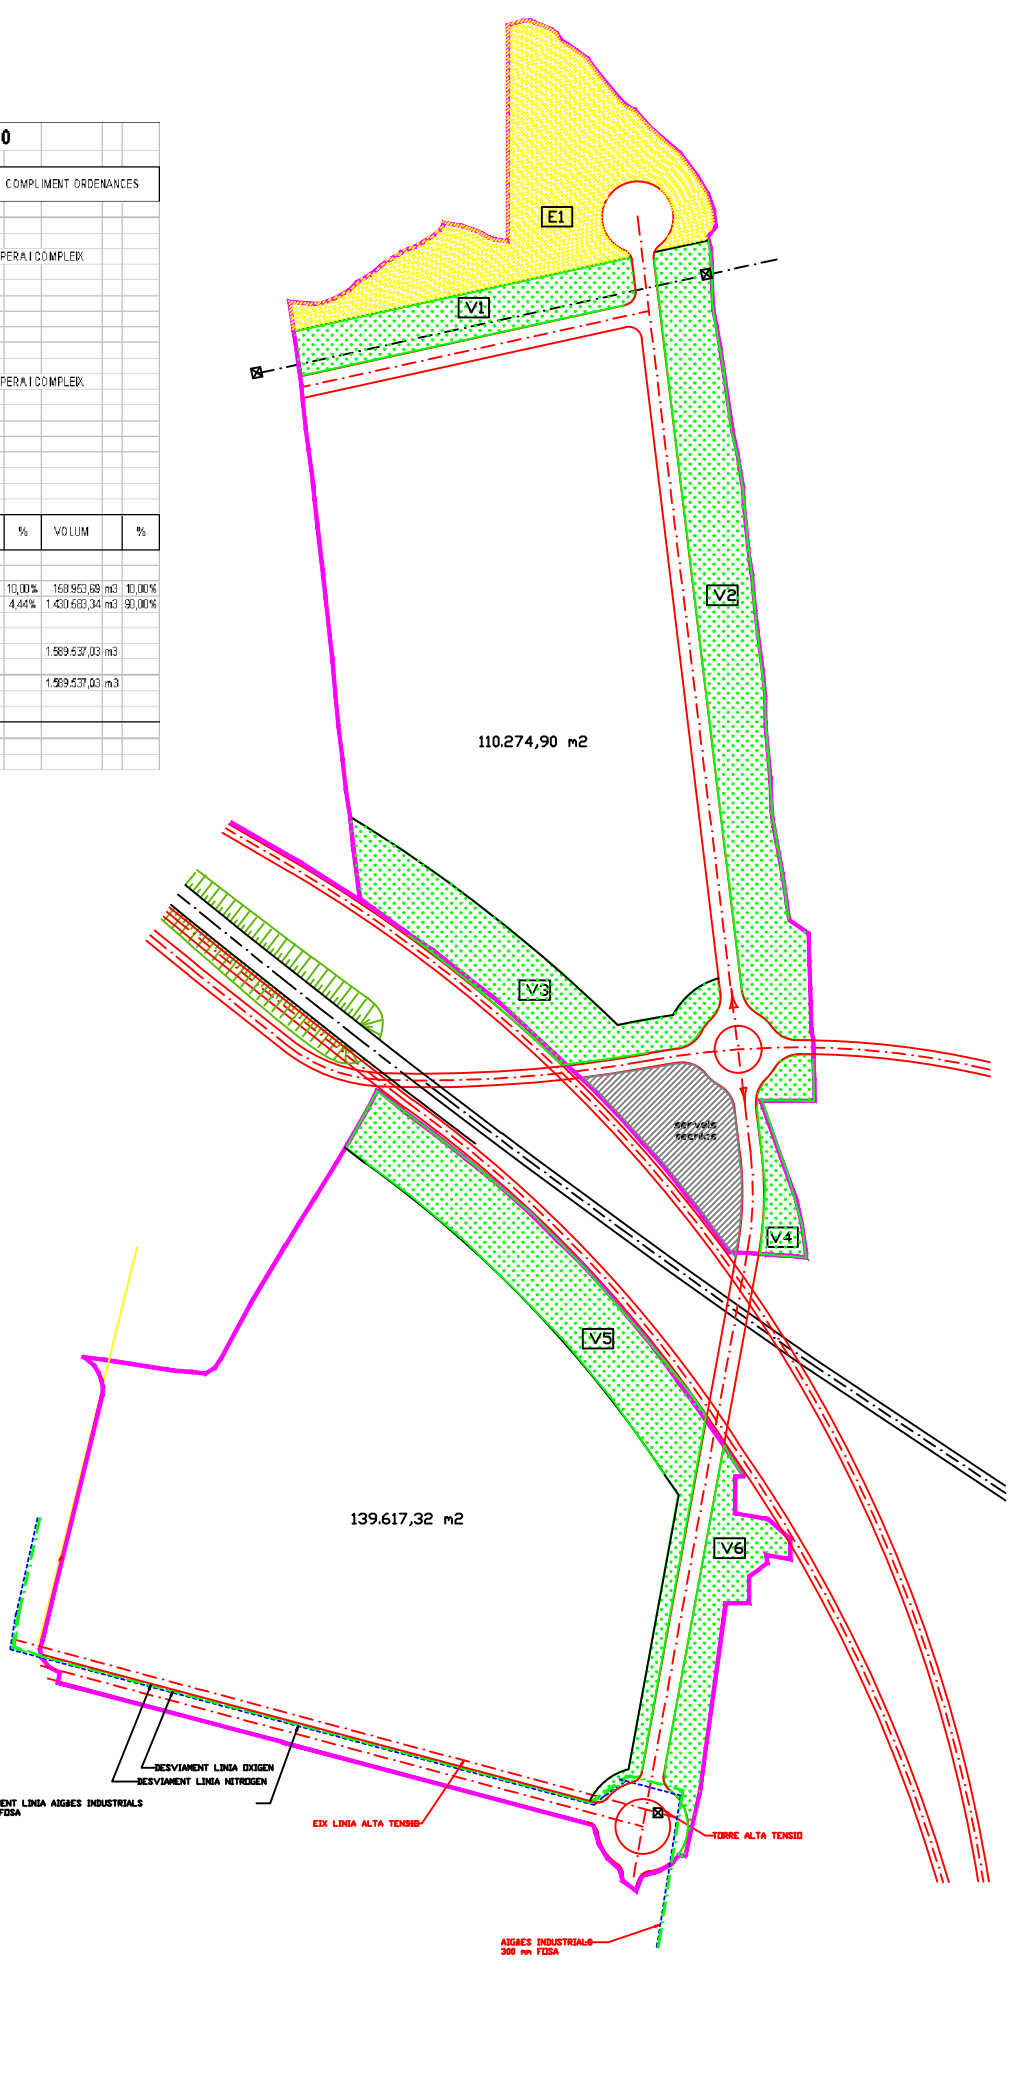 0
COMPLIMENT ORDENANCES
PERA I COMPLEIX
PERA I COMPLEIX
% VOLUM %
10,00% 158.953,69 m3 10,00%
4,44% 1.430.583,34 m3 90,00%
1.589.537,03 m3
1.589.537,03 m3
E1
V1
V2
110.274,90 m2
V3
serveis
tecnics
V4
V5
139.617,32 m2
V6
DESVIAMENT LINIA OXIGEN
DESVIAMENT LINIA NITROGEN
ENT LINIA AIGÜES INDUSTRIALS
FOSA
EIX LINIA ALTA TENSIO
TORRE ALTA TENSIO
AIGÜES INDUSTRIALS
300 mm FOSA